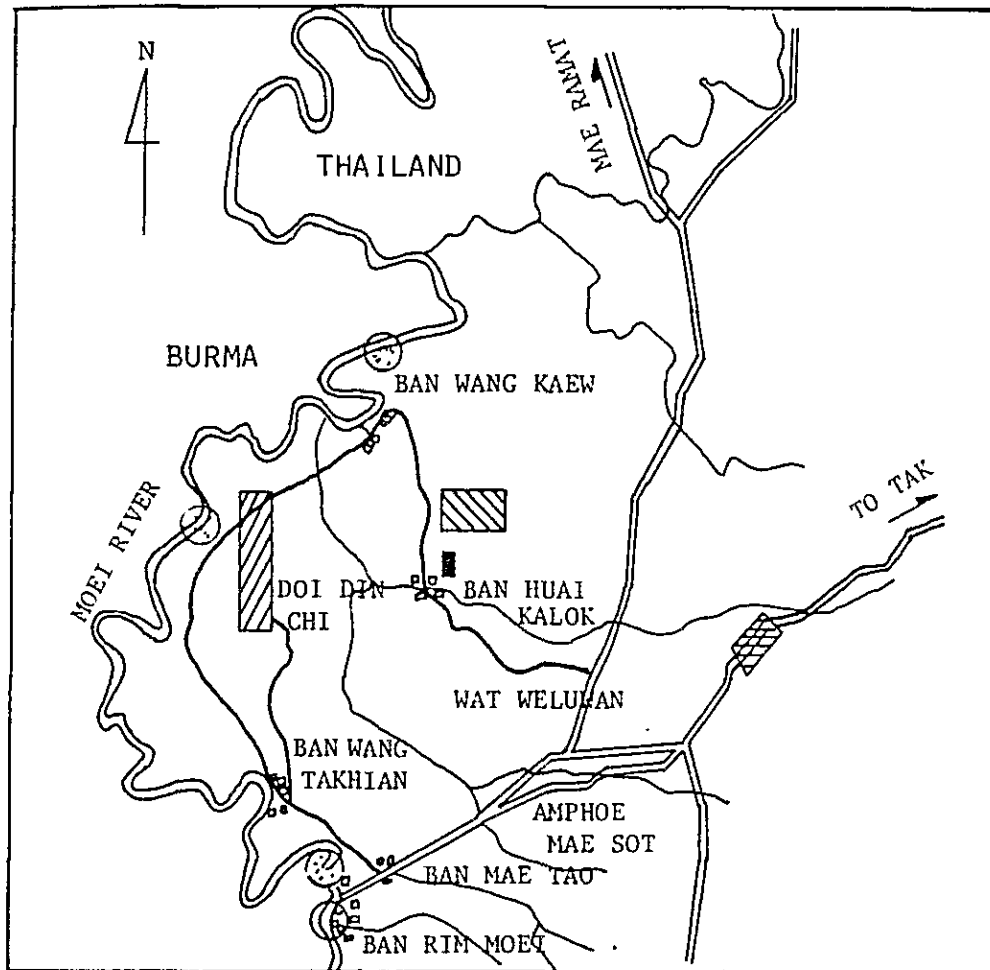 N
MAE RAMAT
THAILAND
BURMA
BAN WANG KAEW
TO TAK
MOEI RIVER
DOI DIN
CHI
BAN HUAI
KALOK
WAT WELUWAN
BAN WANG
TAKHIAN
AMPHOE
MAE SOT
BAN MAE TAO
BAN RIM MOEI